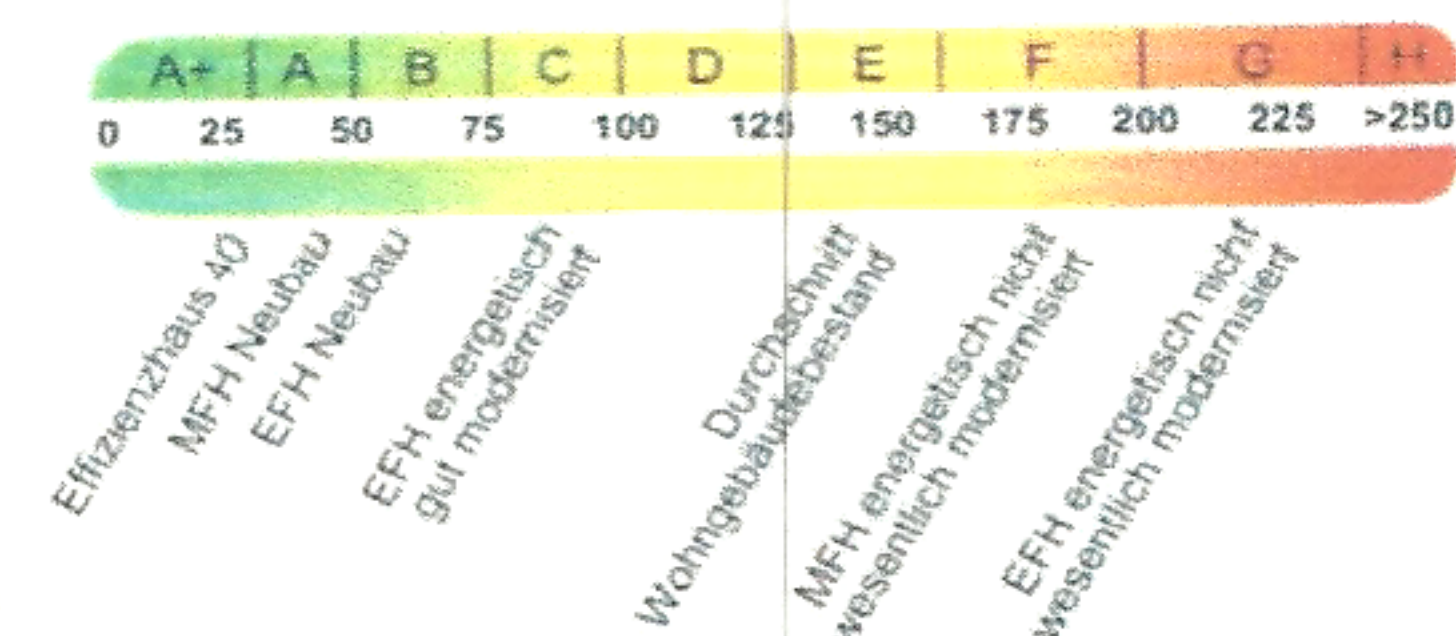 A+ | A | B | C | D | E | F | G | H
0 25 50 75 100 125 150 175 200 225 >250
Effizienzhaus 40
MFH Neubau
EFH Neubau
EFH energetisch
gut modernisiert
Durchschnitt
Wohngebäudebestand
MFH energetisch nicht
wesentlich modernisiert
EFH energetisch nicht
wesentlich modernisiert